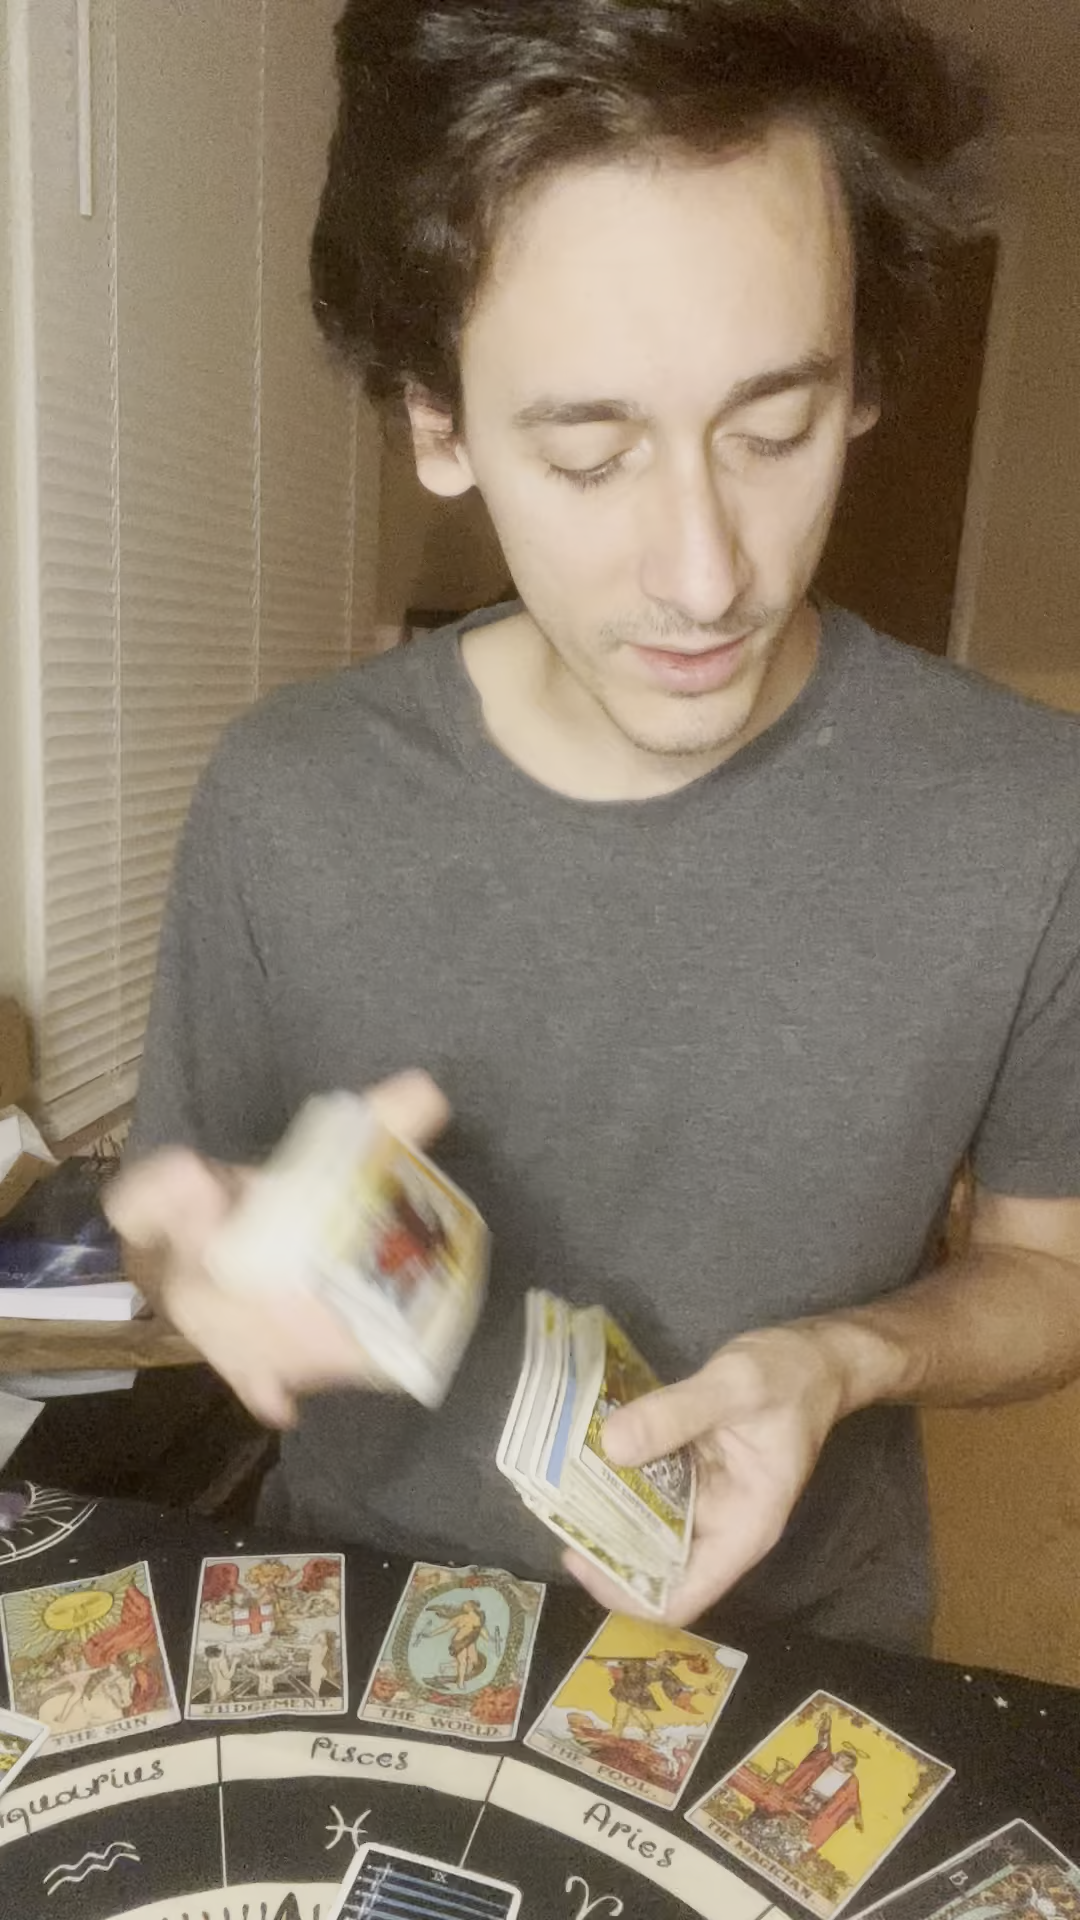 THE SUN
JUDGEMENT.
THE WORLD.
THE FOOL.
THE MAGICIAN.
B
Aquarius
Pisces
Aries
IX